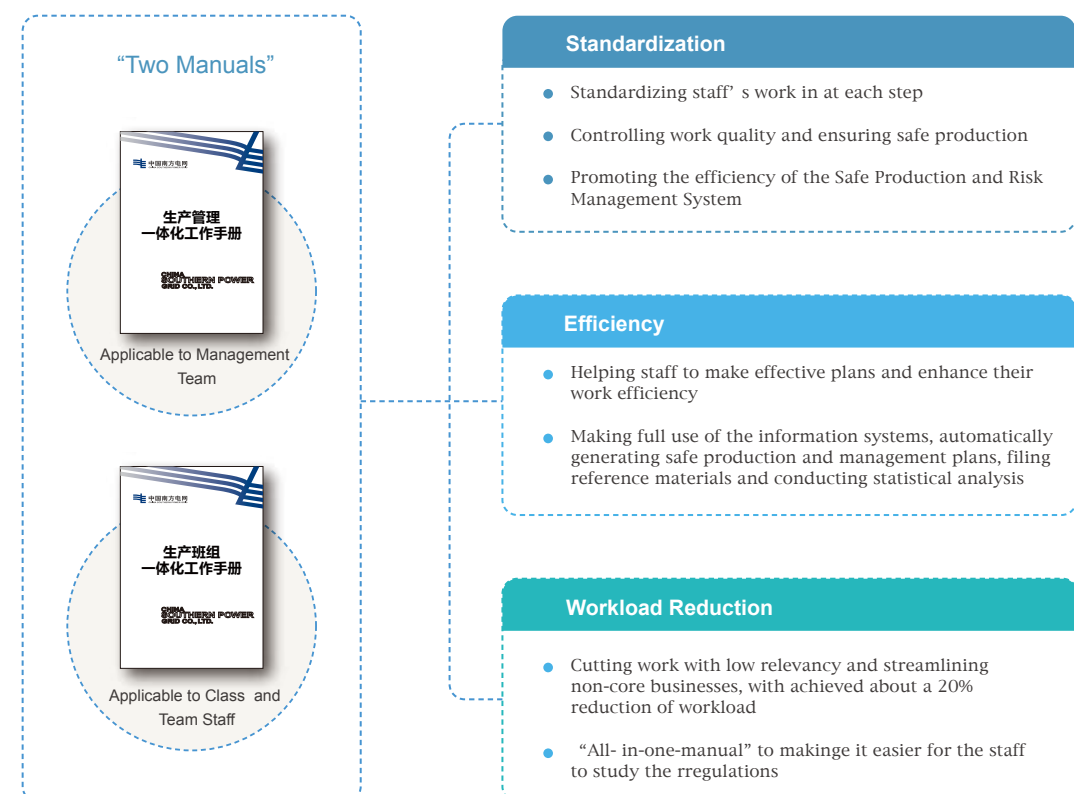 “Two Manuals”
中国南方电网
生产管理
一体化工作手册
CHINA
SOUTHERN POWER
GRID CO., LTD.
Applicable to Management
Team
中国南方电网
生产班组
一体化工作手册
CHINA
SOUTHERN POWER
GRID CO., LTD.
Applicable to Class and
Team Staff
Standardization
Standardizing staff’ s work in at each step
Controlling work quality and ensuring safe production
Promoting the efficiency of the Safe Production and Risk
Management System
Efficiency
Helping staff to make effective plans and enhance their
work efficiency
Making full use of the information systems, automatically
generating safe production and management plans, filing
reference materials and conducting statistical analysis
Workload Reduction
Cutting work with low relevancy and streamlining
non-core businesses, with achieved about a 20%
reduction of workload
“All- in-one-manual” to makinge it easier for the staff
to study the rregulations